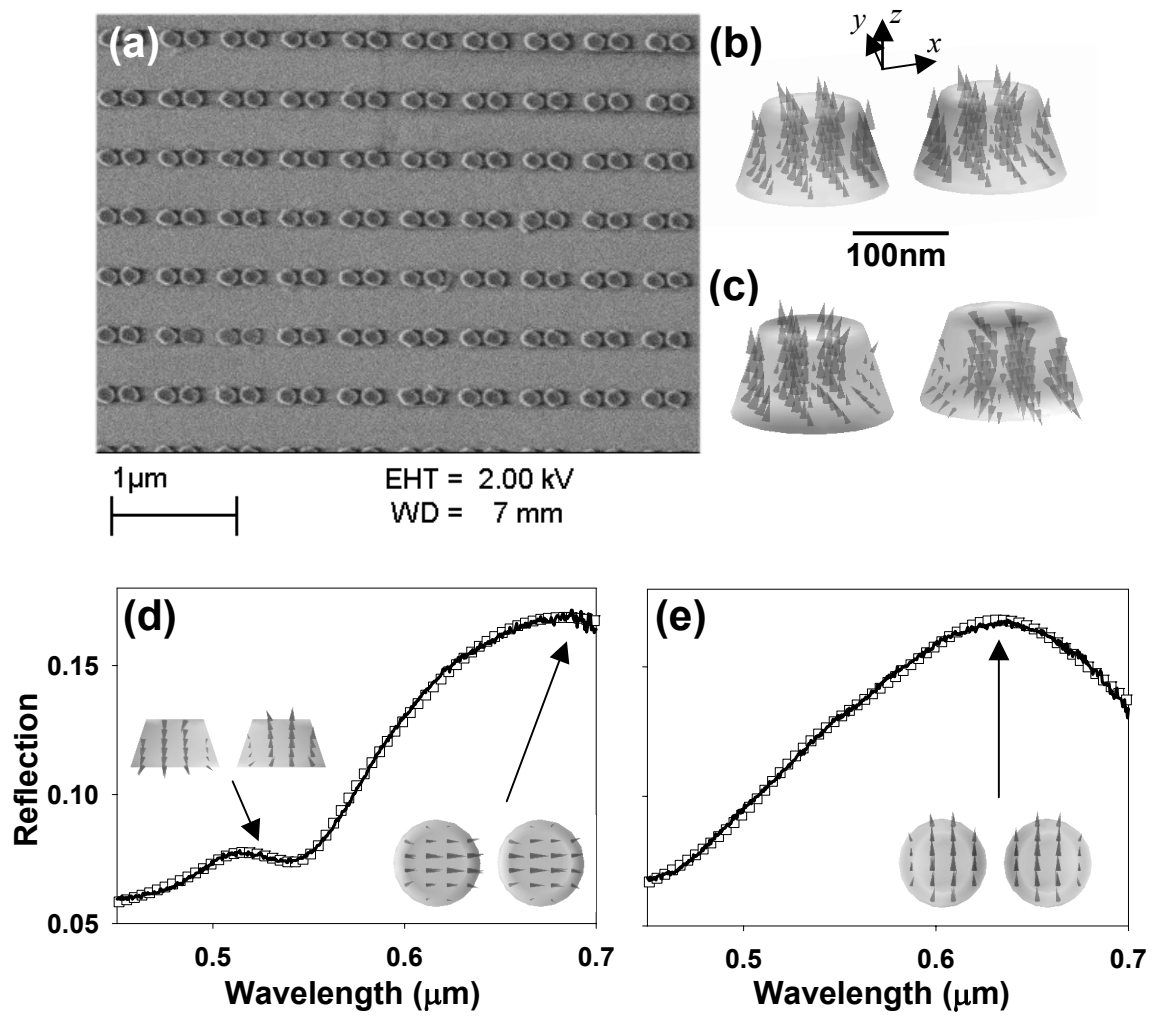 (a)
(b)
y z x
100nm
(c)
1µm
EHT = 2.00 kV
WD = 7 mm
(d)
(e)
0.15
0.10
0.05
Reflection
0.5 0.6 0.7
0.5 0.6 0.7
Wavelength (µm)
Wavelength (µm)